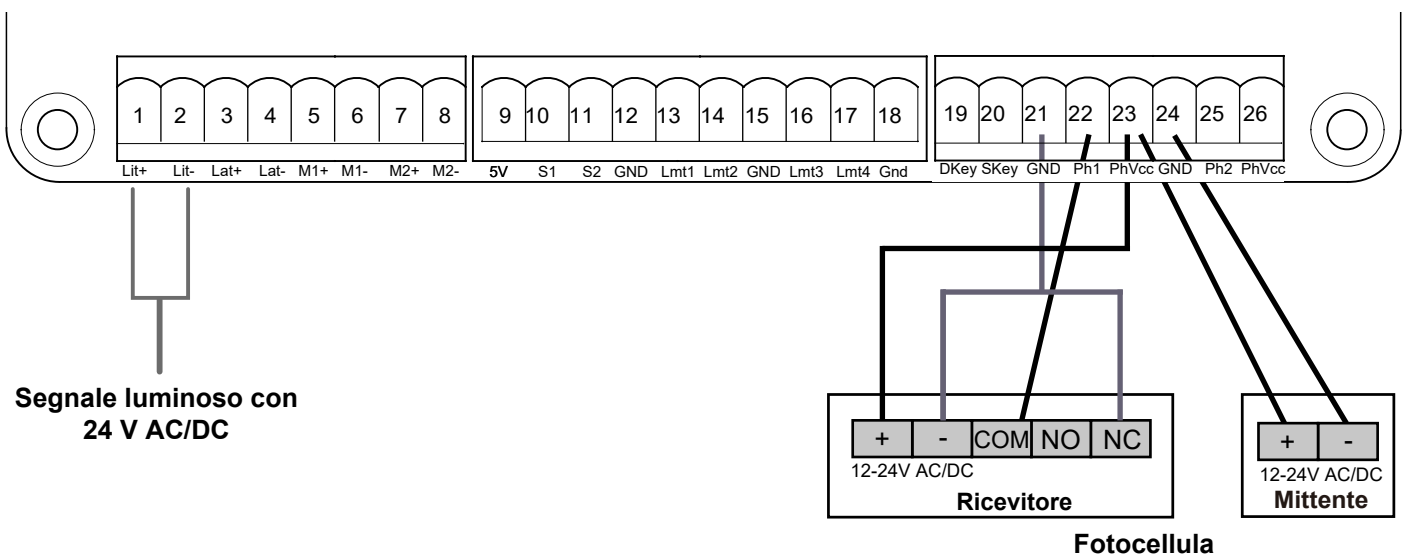 1 2 3 4 5 6 7 8 9 10 11 12 13 14 15 16 17 18 19 20 21 22 23 24 25 26
Lit+ Lit- Lat+ Lat- M1+ M1- M2+ M2- 5V S1 S2 GND Lmt1 Lmt2 GND Lmt3 Lmt4 Gnd DKey SKey GND Ph1 PhVcc GND Ph2 PhVcc
Segnale luminoso con
24 V AC/DC
+ - COM NO NC
12-24V AC/DC
Ricevitore
+ -
12-24V AC/DC
Mittente
Fotocellula